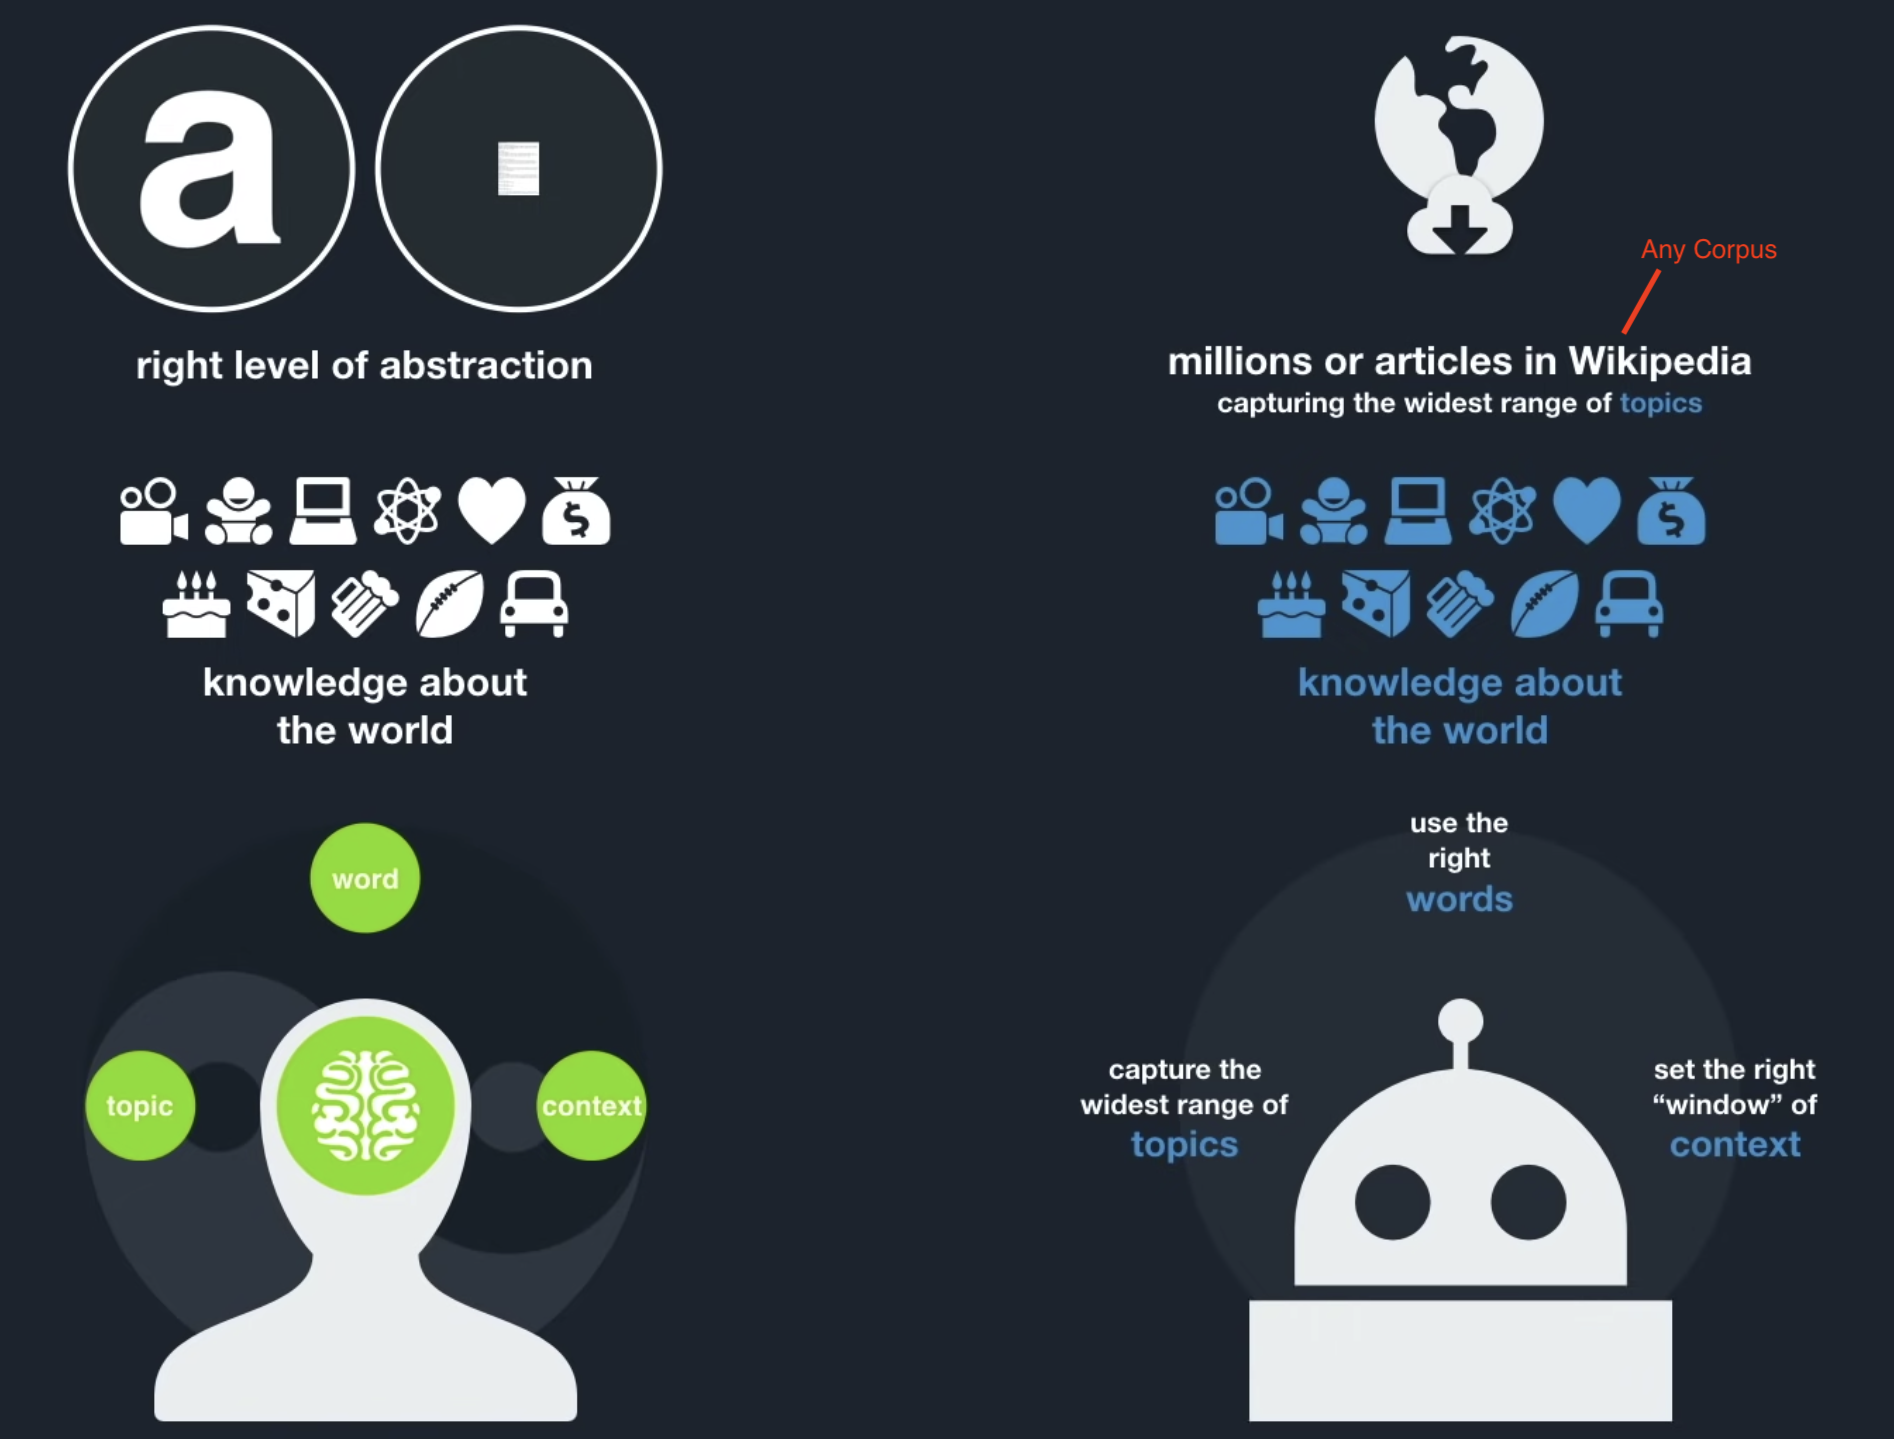 a
right level of abstraction
$
knowledge about
the world
word
topic
context
Any Corpus
millions or articles in Wikipedia
capturing the widest range of topics
$
knowledge about
the world
use the
right
words
capture the
widest range of
topics
set the right
“window” of
context